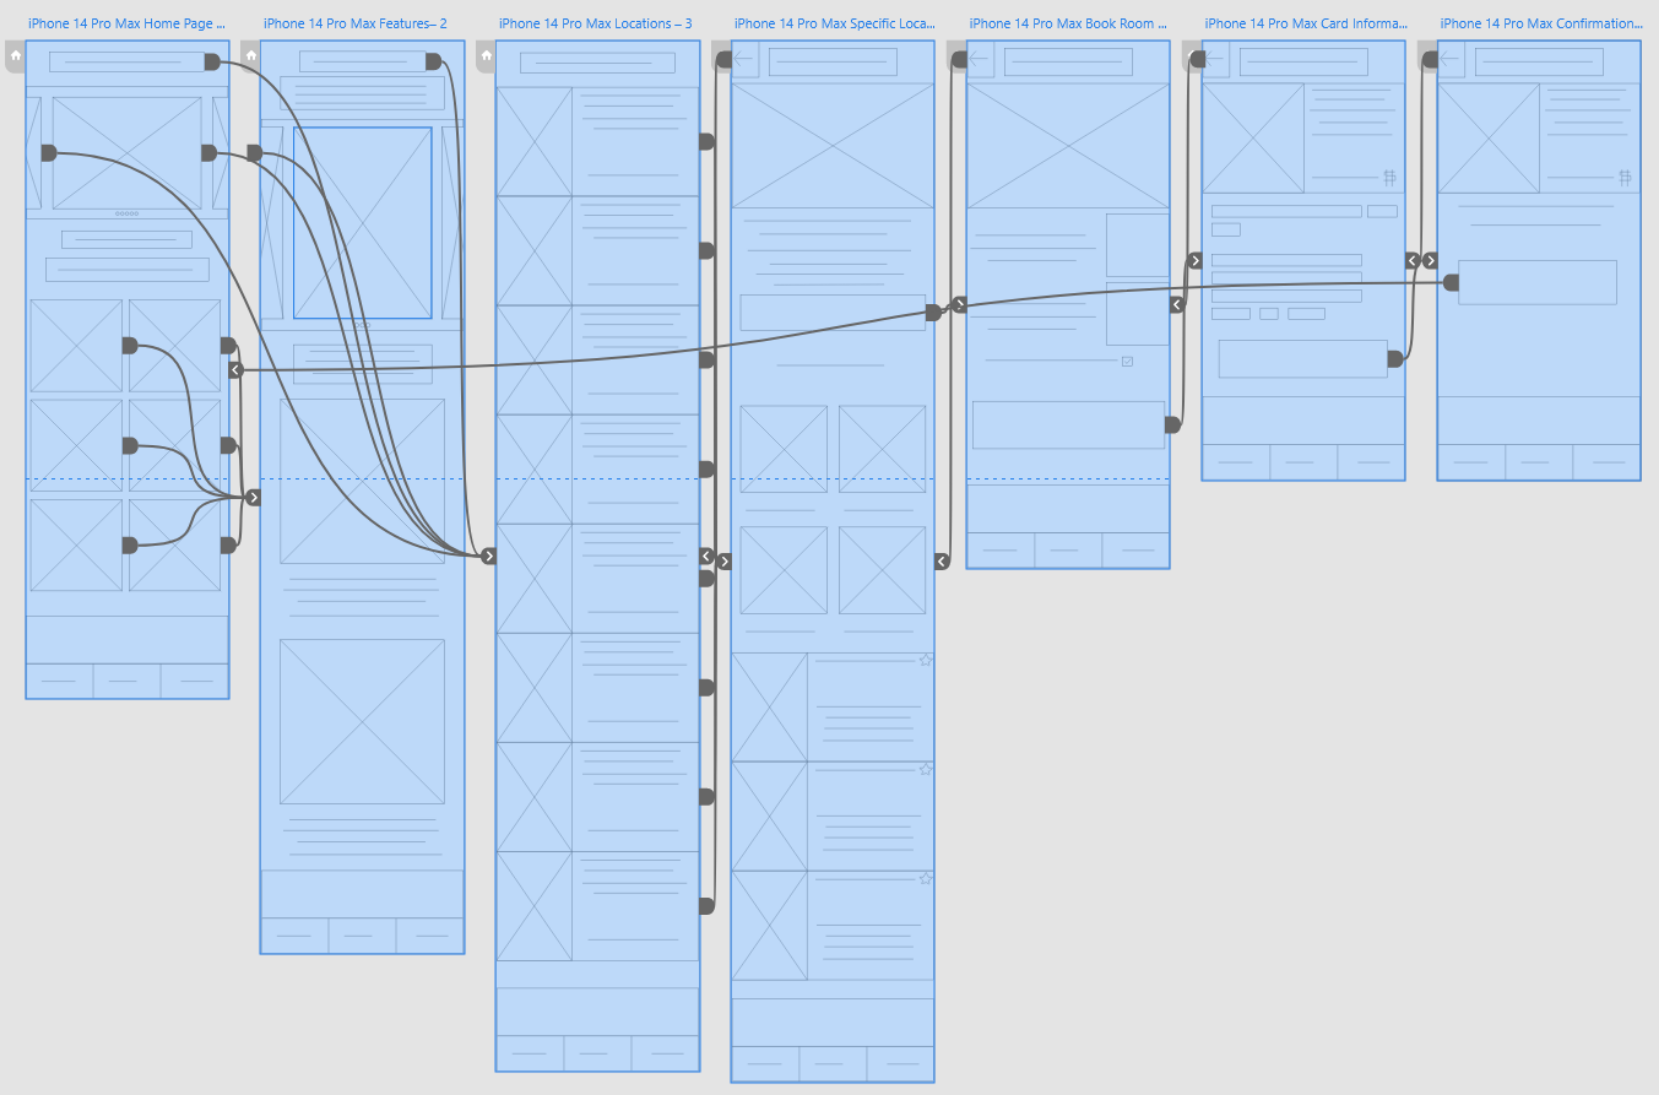 iPhone 14 Pro Max Home Page ...
iPhone 14 Pro Max Features– 2
iPhone 14 Pro Max Locations – 3
iPhone 14 Pro Max Specific Loca...
iPhone 14 Pro Max Book Room ...
iPhone 14 Pro Max Card Informa...
iPhone 14 Pro Max Confirmation...